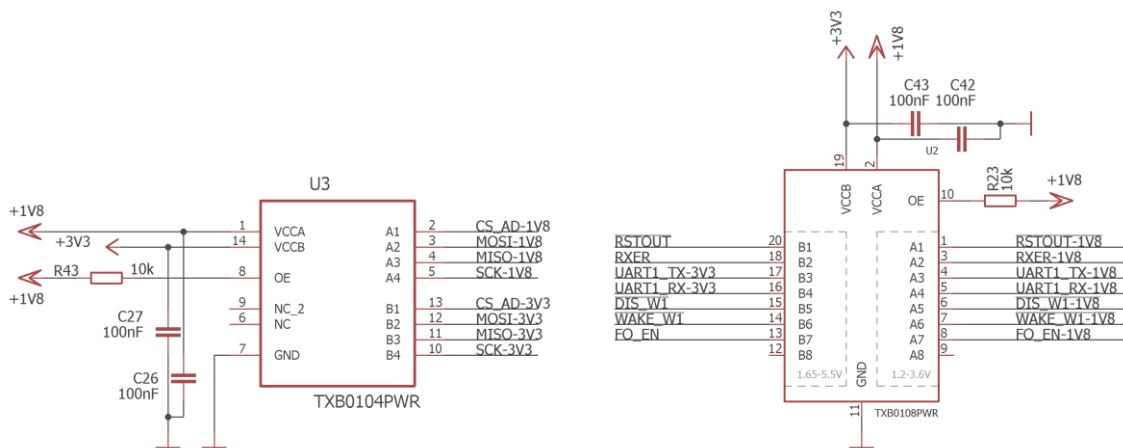 U3
+1V8
+3V3
R43 10k
+1V8
C27
100nF
C26
100nF
1 VCCA A1 2 CS_AD-1V8
14 VCCB A2 3 MOSI-1V8
A3 4 MISO-1V8
8 OE A4 5 SCK-1V8
9 NC_2 B1 13 CS_AD-3V3
6 NC B2 12 MOSI-3V3
B3 11 MISO-3V3
7 GND B4 10 SCK-3V3
TXB0104PWR
+3V3
+1V8
C43 C42
100nF 100nF
U2
19 2
VCCB VCCA
OE 10 R23 10k +1V8
RSTOUT 20 B1 A1 1 RSTOUT-1V8
RXER 18 B2 A2 3 RXER-1V8
UART1_TX-3V3 17 B3 A3 4 UART1_TX-1V8
UART1_RX-3V3 16 B4 A4 5 UART1_RX-1V8
DIS_W1 15 B5 A5 6 DIS_W1-1V8
WAKE_W1 14 B6 A6 7 WAKE_W1-1V8
FO_EN 13 B7 A7 8 FO_EN-1V8
12 B8 A8 9
1.65-5.5V GND 1.2-3.6V
11
TXB0108PWR